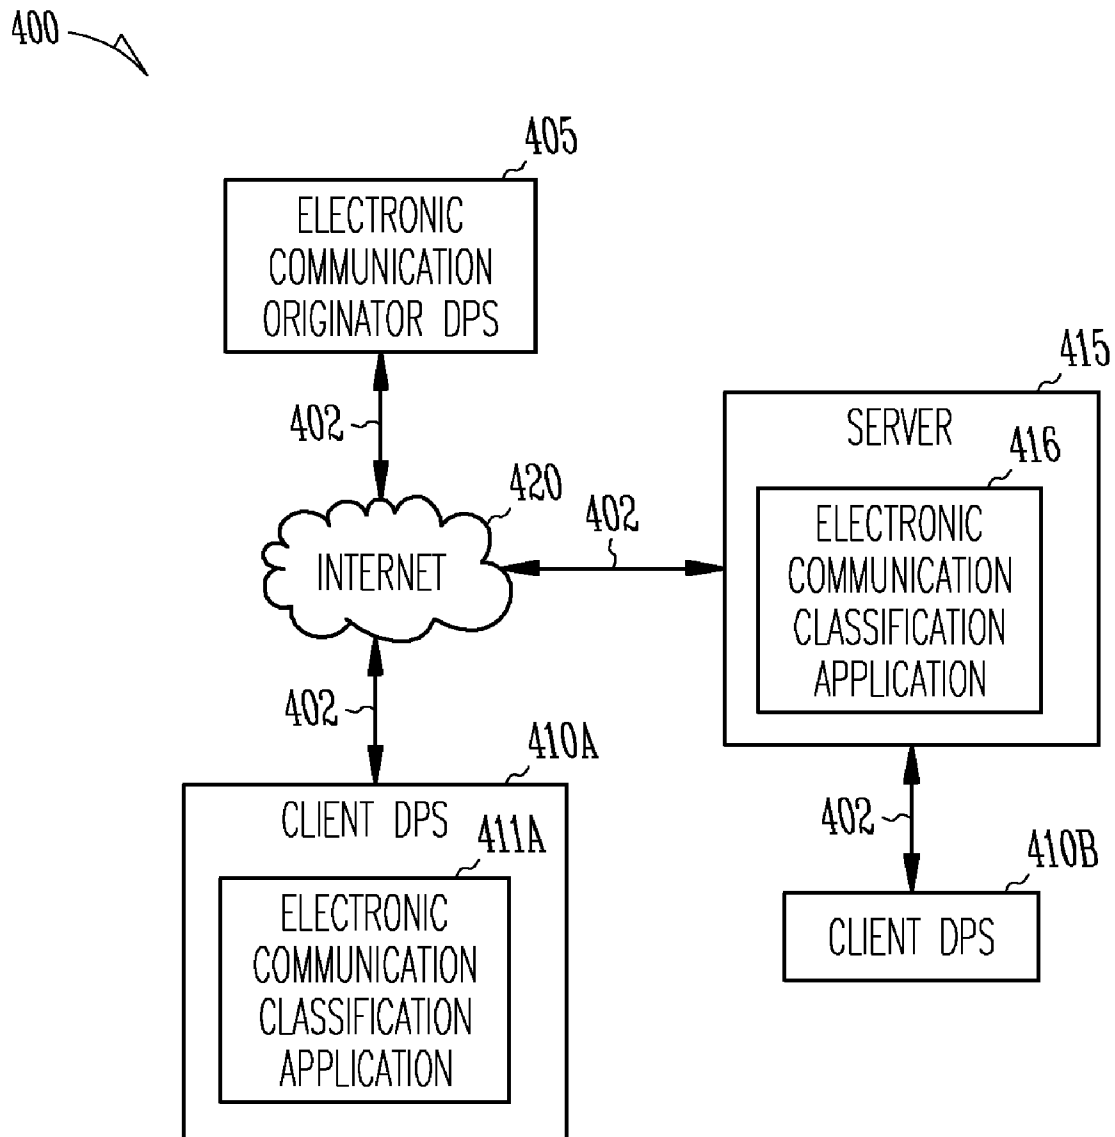 400
405
ELECTRONIC
COMMUNICATION
ORIGINATOR DPS
402
420
INTERNET
402
415
SERVER
416
ELECTRONIC
COMMUNICATION
CLASSIFICATION
APPLICATION
402
410A
CLIENT DPS
411A
ELECTRONIC
COMMUNICATION
CLASSIFICATION
APPLICATION
402
410B
CLIENT DPS